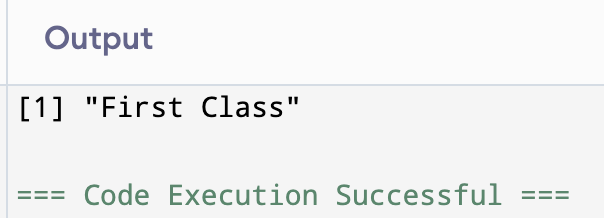 Output
[1] "First Class"
=== Code Execution Successful ===